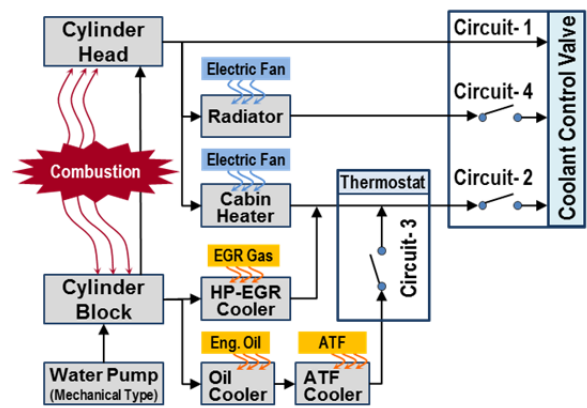 Cylinder
Head
Circuit- 1
Coolant Control Valve
Electric Fan
Radiator
Circuit- 4
Combustion
Electric Fan
Cabin
Heater
Thermostat
Circuit- 2
Circuit- 3
EGR Gas
HP-EGR
Cooler
Cylinder
Block
Eng. Oil
Oil
Cooler
ATF
ATF
Cooler
Water Pump
(Mechanical Type)